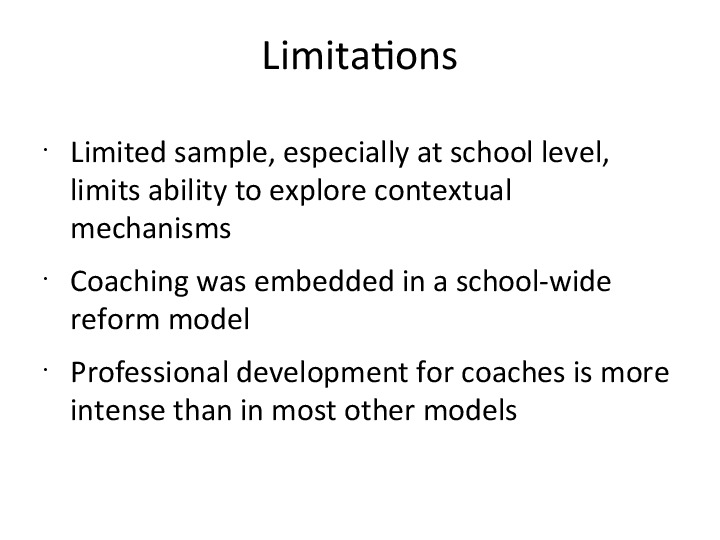 Limitations
· Limited sample, especially at school level,
limits ability to explore contextual
mechanisms
· Coaching was embedded in a school-wide
reform model
· Professional development for coaches is more
intense than in most other models